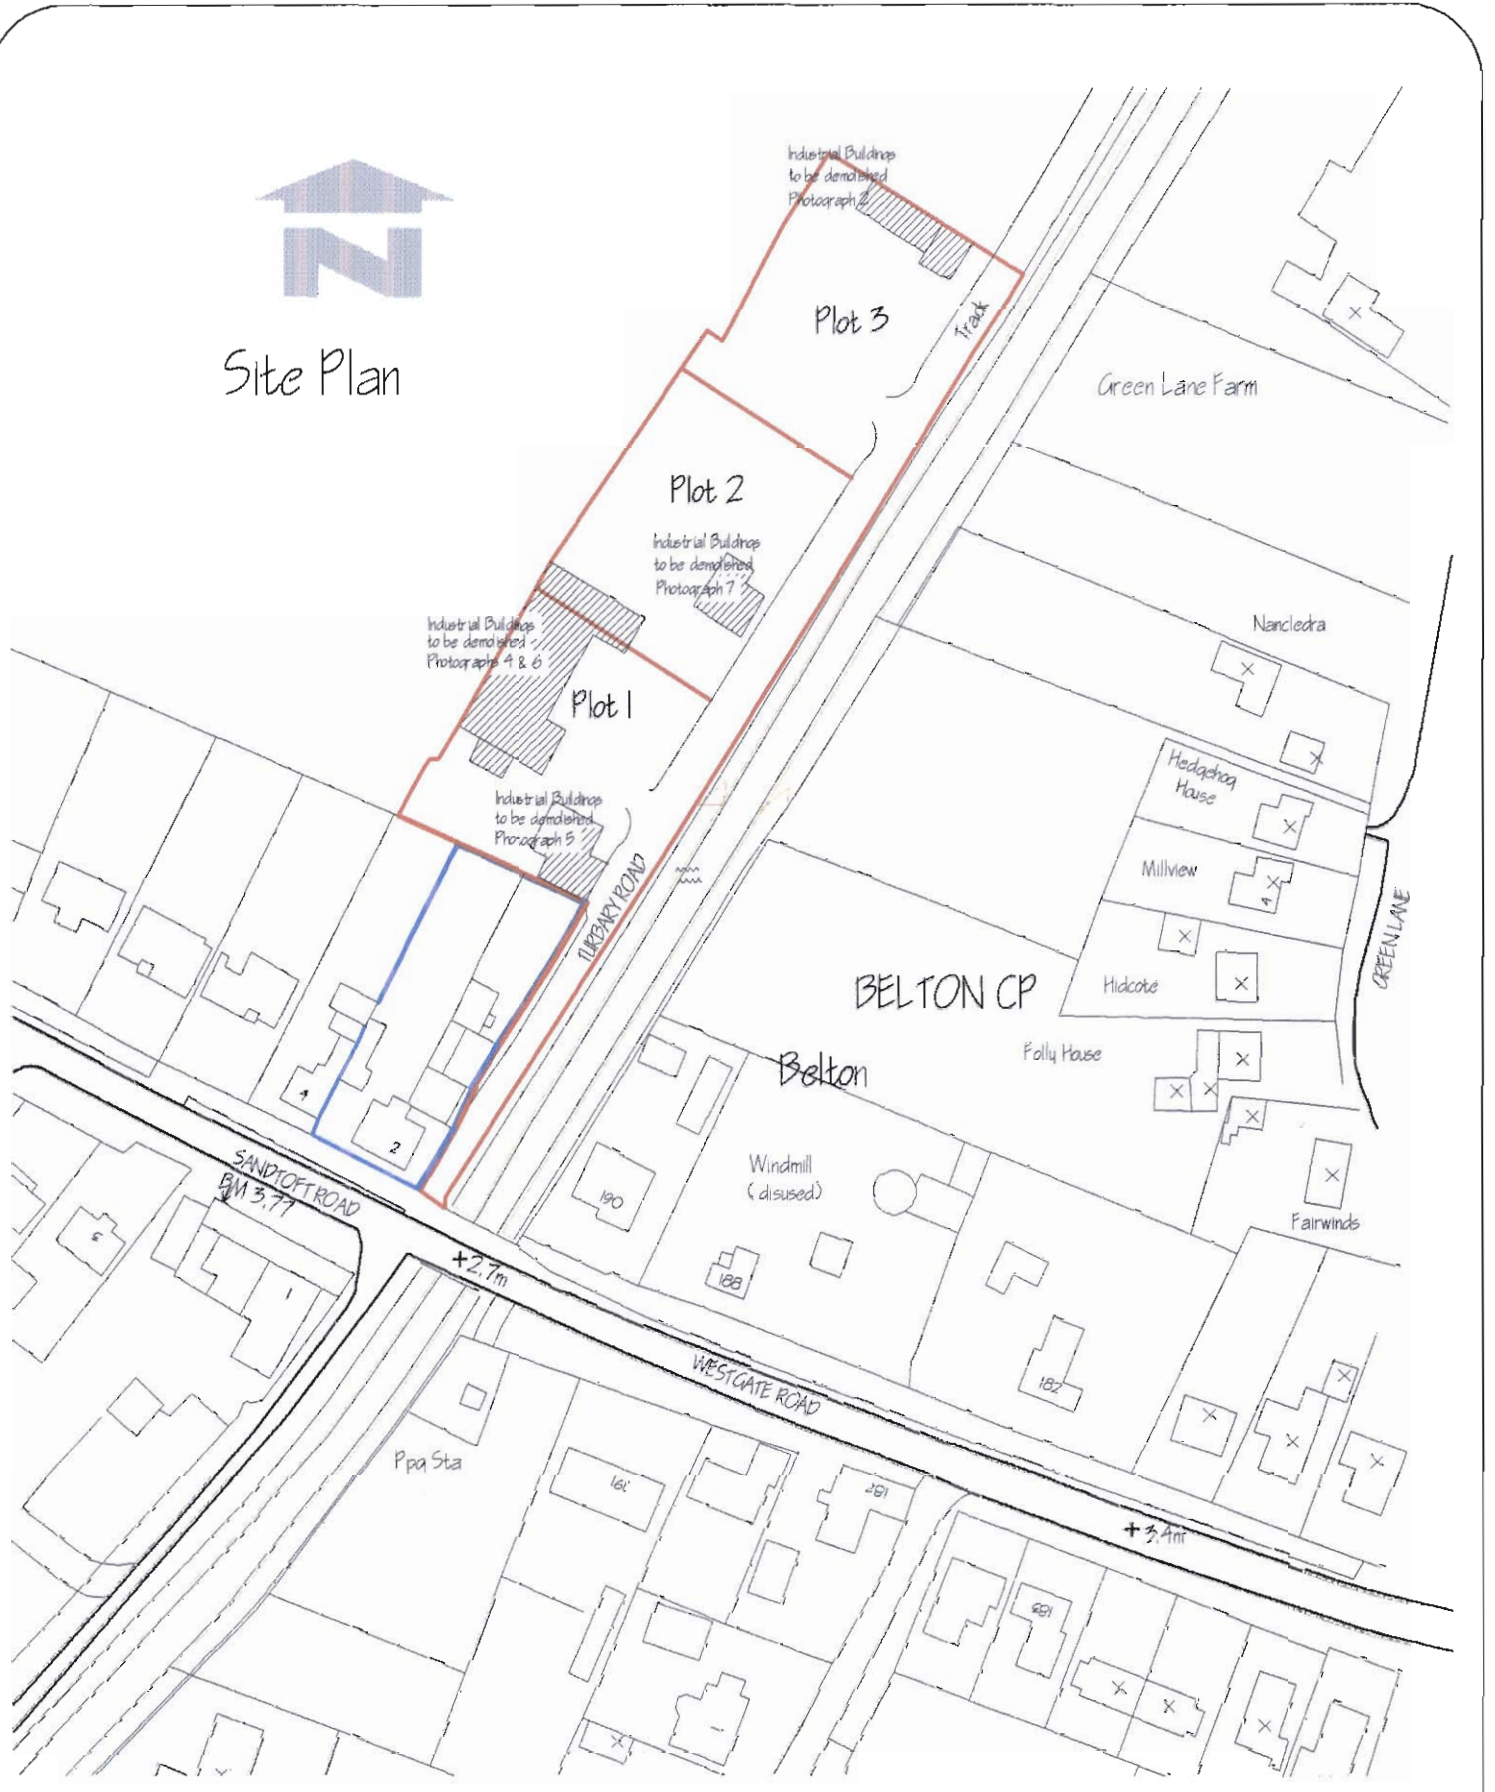 N
Site Plan
Industrial Buildings
to be demolished
Photograph 2
Plot 3
Track
Green Lane Farm
Plot 2
Industrial Buildings
to be demolished
Photograph 7
Industrial Buildings
to be demolished
Photographs 4 & 6
Plot 1
Nancledra
Hedgehog
House
Industrial Buildings
to be demolished
Photograph 5
Millview
4
TURBARY ROAD
GREEN LANE
BELTON CP
Hidcote
Folly House
Belton
4
2
SANDTOFT ROAD
BM 3.77
Windmill
(disused)
190
Fairwinds
1
+2.7m
188
182
WESTGATE ROAD
Ppg Sta
+3.4m